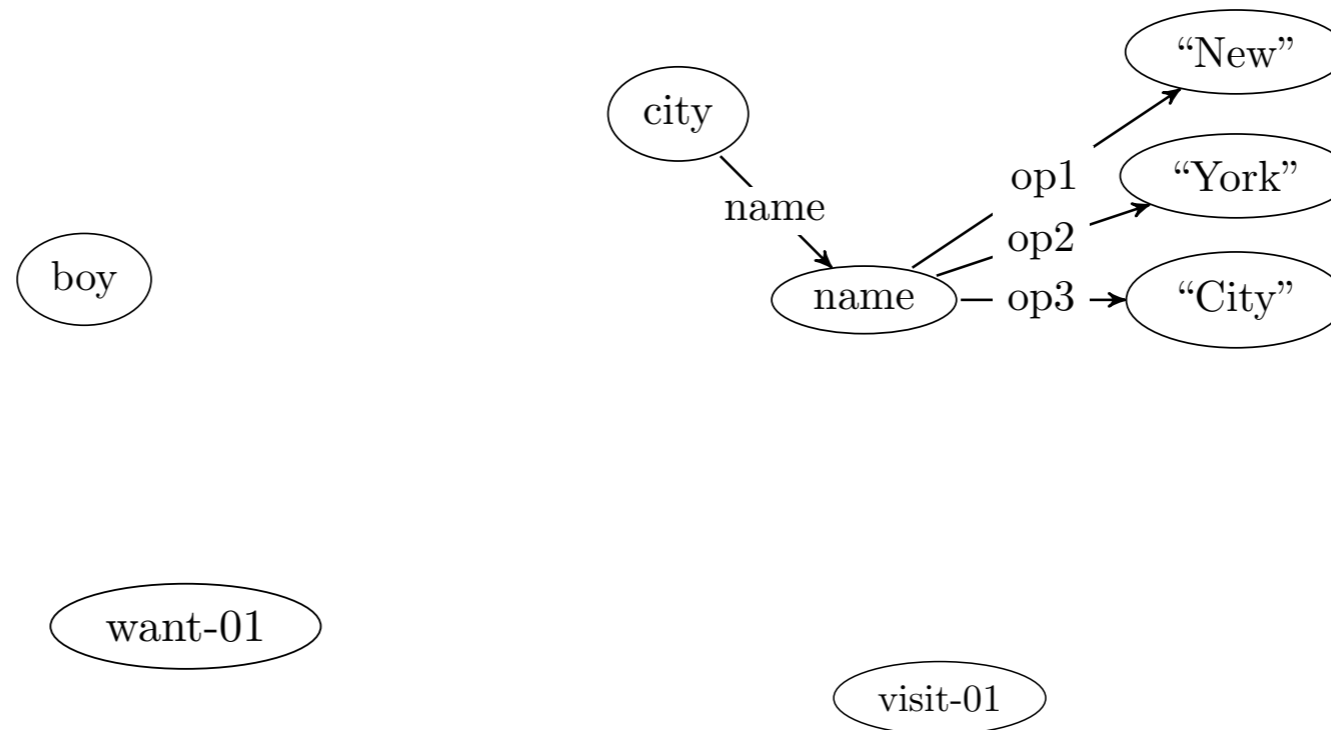 “New”
city
op1
“York”
name
op2
boy
name
op3
“City”
want-01
visit-01